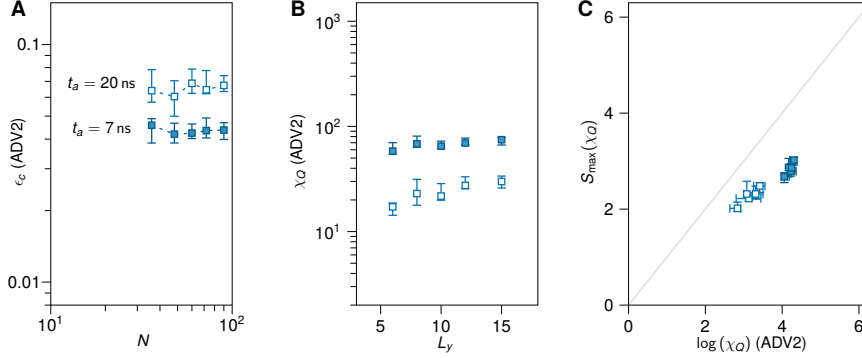 A
0.1
0.01
10^1
10^2
N
ϵ_c (ADV2)
t_a = 20 ns
t_a = 7 ns
B
10^3
10^2
10^1
5
10
15
L_y
χ_Q (ADV2)
C
6
4
2
0
0
2
4
6
log (χ_Q) (ADV2)
S_max(χ_Q)